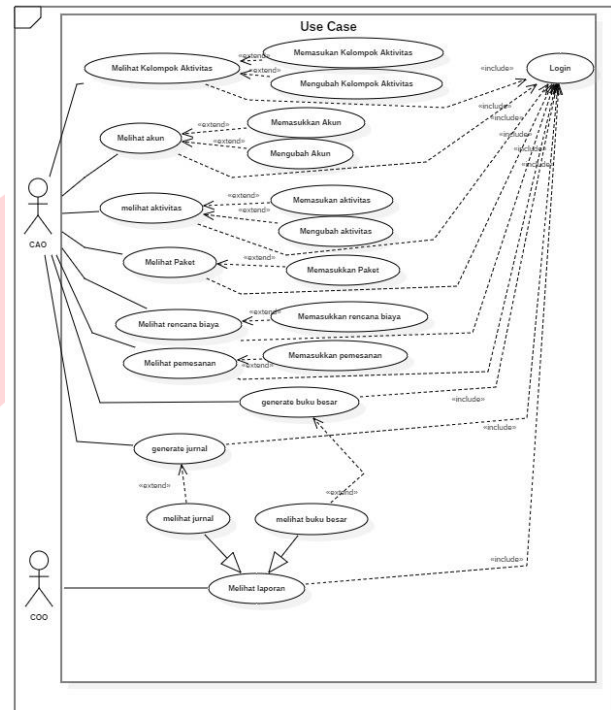 Use Case
Memasukan Kelompok Aktivitas
«extend»
Melihat Kelompok Aktivitas
«extend»
Mengubah Kelompok Aktivitas
«include»
Login
Memasukkan Akun
«extend»
«include»
Melihat akun
«extend»
Mengubah Akun
«include»
«include»
«include»
«include»
Memasukan aktivitas
«extend»
melihat aktivitas
«extend»
Mengubah aktivitas
CAO
Melihat Paket
«extend»
Memasukkan Paket
Melihat rencana biaya
«extend»
Memasukkan rencana biaya
Melihat pemesanan
«extend»
Memasukkan pemesanan
generate buku besar
«include»
«include»
generate jurnal
«extend»
«extend»
melihat jurnal
melihat buku besar
«include»
Melihat laporan
COO